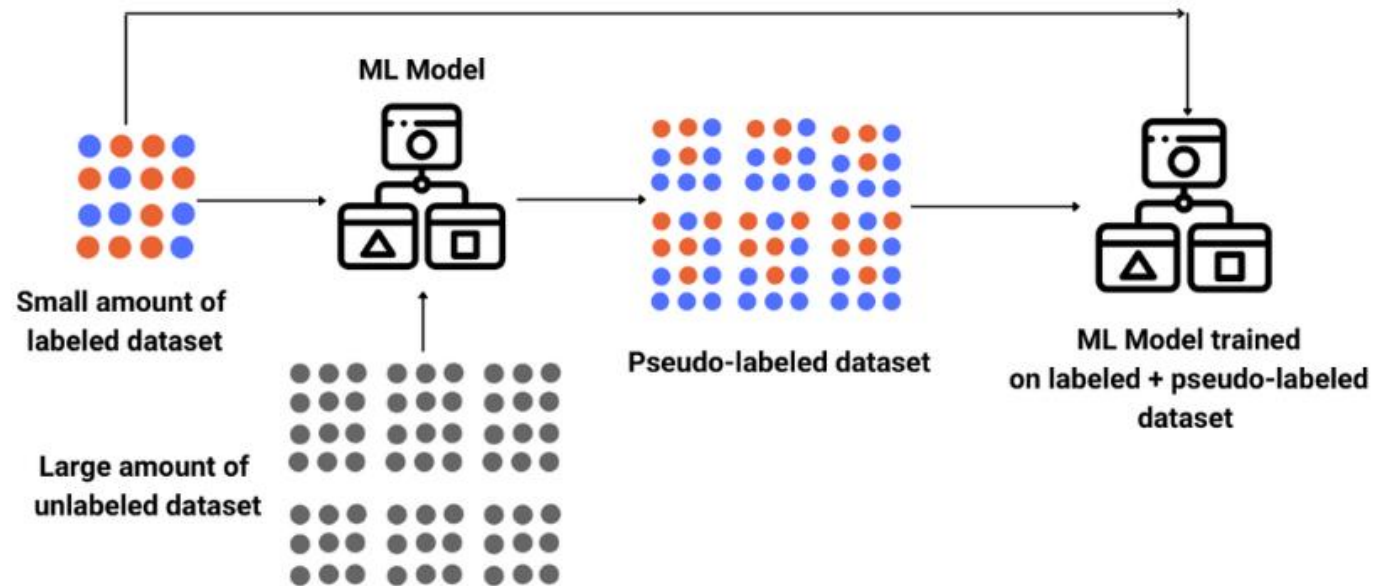 ML Model
Small amount of
labeled dataset
Large amount of
unlabeled dataset
Pseudo-labeled dataset
ML Model trained
on labeled + pseudo-labeled
dataset